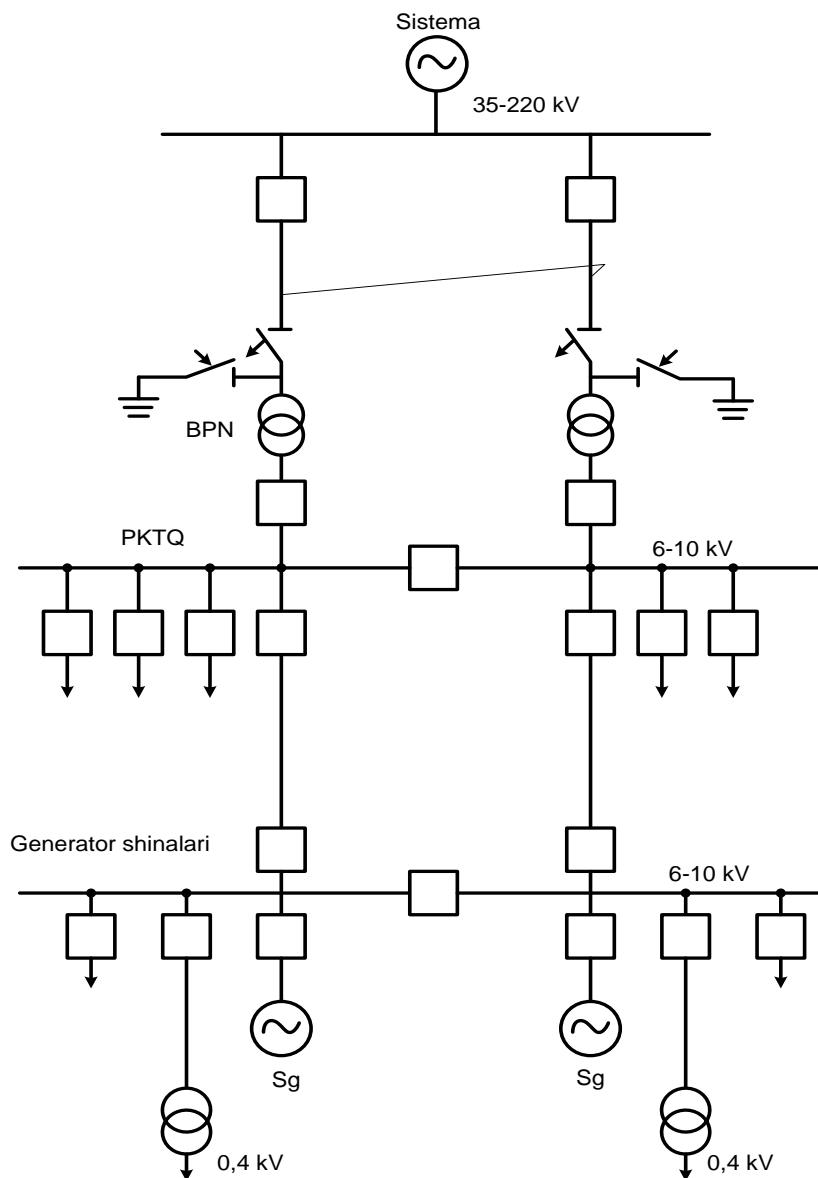 Sistema
35-220 kV
BPN
PKTQ
6-10 kV
Generator shinalari
6-10 kV
Sg
Sg
0,4 kV
0,4 kV